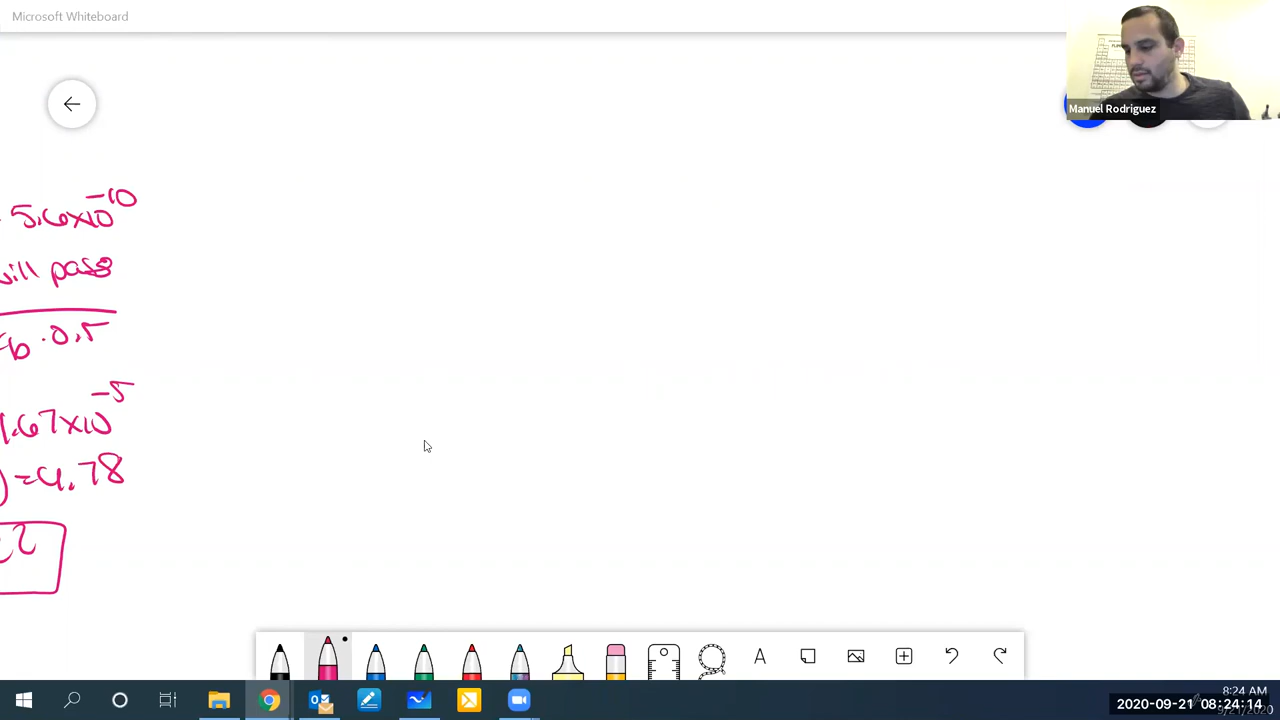 Microsoft Whiteboard
Manuel Rodriguez
5.6x10^-10
will pass
b · 0.5
1.67x10^-5
) = 4.78
22
A
8:24 AM
2020-09-21 08:24:14